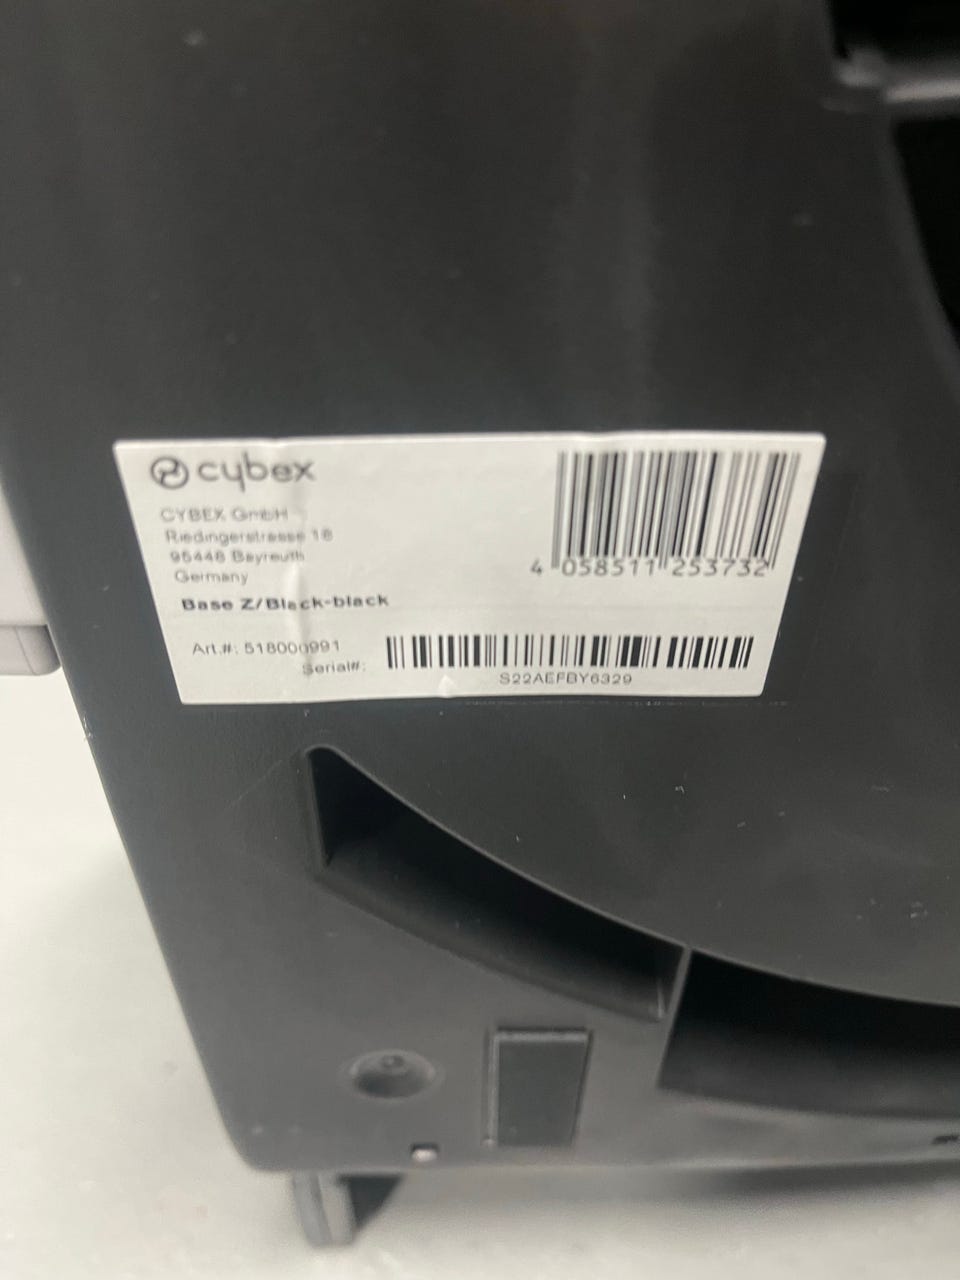 cybex
CYBEX GmbH
Riedingerstrasse 18
95448 Bayreuth
Germany
Base Z/Black-black
4 058511 253732
Art.#: 518000991
Serial#:
S22AEFBY6329